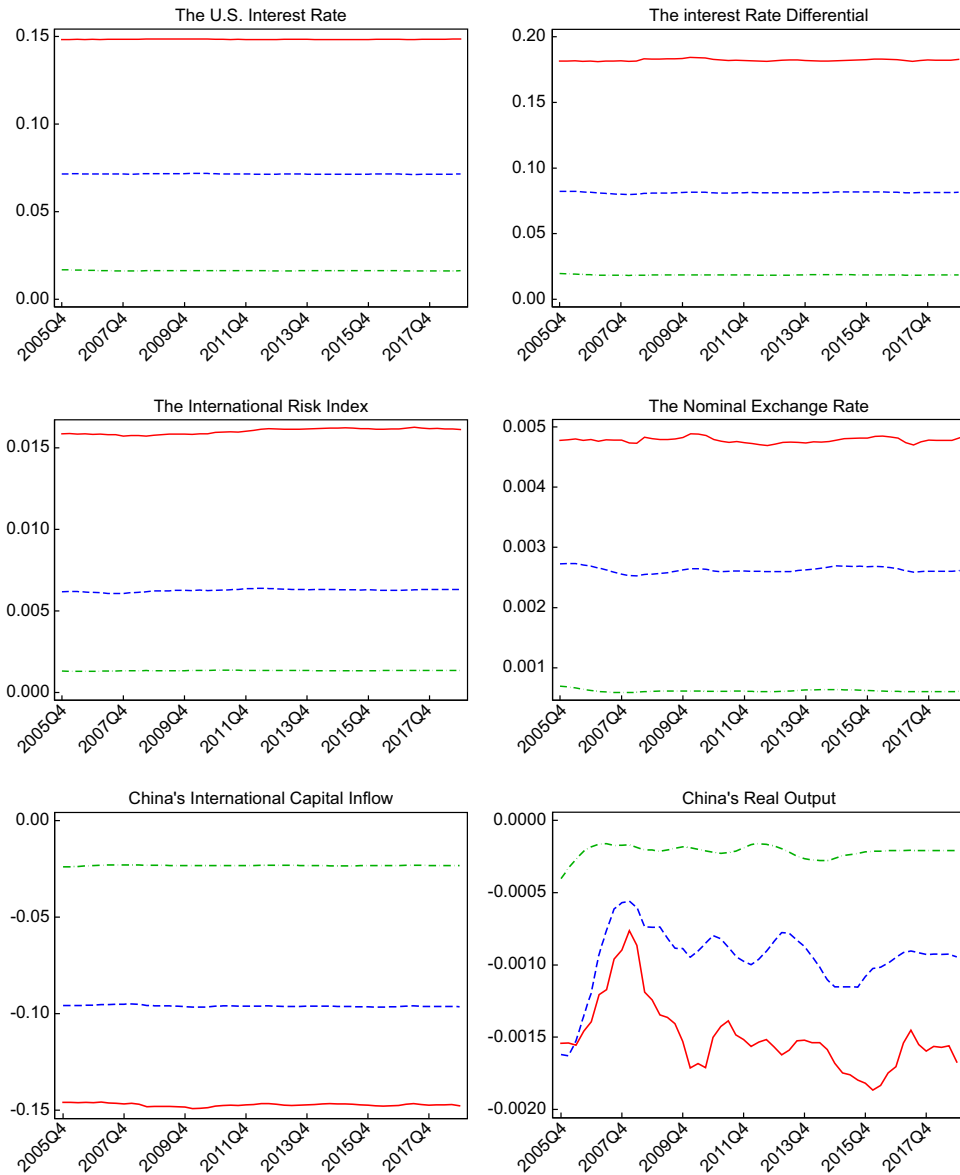 The U.S. Interest Rate
0.15
0.10
0.05
0.00
2005Q4
2007Q4
2009Q4
2011Q4
2013Q4
2015Q4
2017Q4
The interest Rate Differential
0.20
0.15
0.10
0.05
0.00
2005Q4
2007Q4
2009Q4
2011Q4
2013Q4
2015Q4
2017Q4
The International Risk Index
0.015
0.010
0.005
0.000
2005Q4
2007Q4
2009Q4
2011Q4
2013Q4
2015Q4
2017Q4
The Nominal Exchange Rate
0.005
0.004
0.003
0.002
0.001
2005Q4
2007Q4
2009Q4
2011Q4
2013Q4
2015Q4
2017Q4
China's International Capital Inflow
0.00
-0.05
-0.10
-0.15
2005Q4
2007Q4
2009Q4
2011Q4
2013Q4
2015Q4
2017Q4
China's Real Output
0.0000
-0.0005
-0.0010
-0.0015
-0.0020
2005Q4
2007Q4
2009Q4
2011Q4
2013Q4
2015Q4
2017Q4